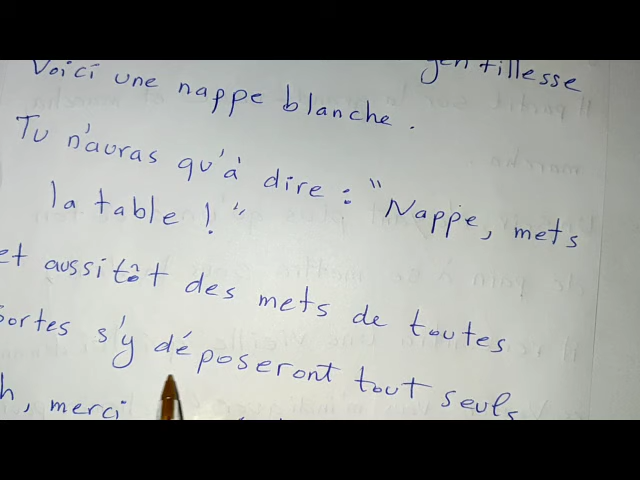 Voici une nappe blanche. gentillesse
Tu n'auras qu'à dire : "Nappe, mets
la table ! "
et aussitôt des mets de toutes
sortes s'y déposeront tout seuls
merci